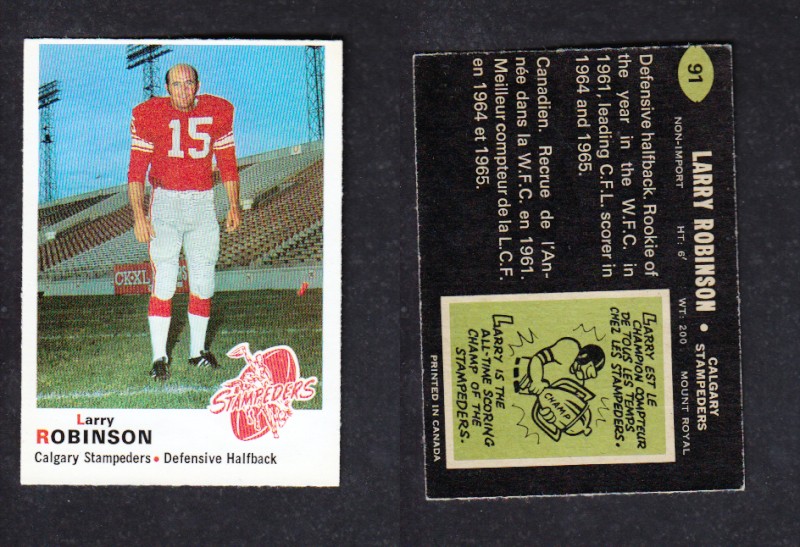 15
CK-XL
STAMPEDERS
Larry
ROBINSON
Calgary Stampeders • Defensive Halfback
91
LARRY ROBINSON • CALGARY STAMPEDERS
NON-IMPORT HT: 6' WT: 200 MOUNT ROYAL
Defensive halfback. Rookie of
the year in the W.F.C. in
1961, leading C.F.L. scorer in
1964 and 1965.
Canadien. Recrue de l'An-
née dans la W.F.C. en 1961.
Meilleur compteur de la L.C.F.
en 1964 et 1965.
LARRY EST LE
CHAMPION COMPTEUR
DE TOUS LES TEMPS
CHEZ LES STAMPEDERS.
CHAMP
LARRY IS THE
ALL-TIME SCORING
CHAMP OF THE
STAMPEDERS.
PRINTED IN CANADA